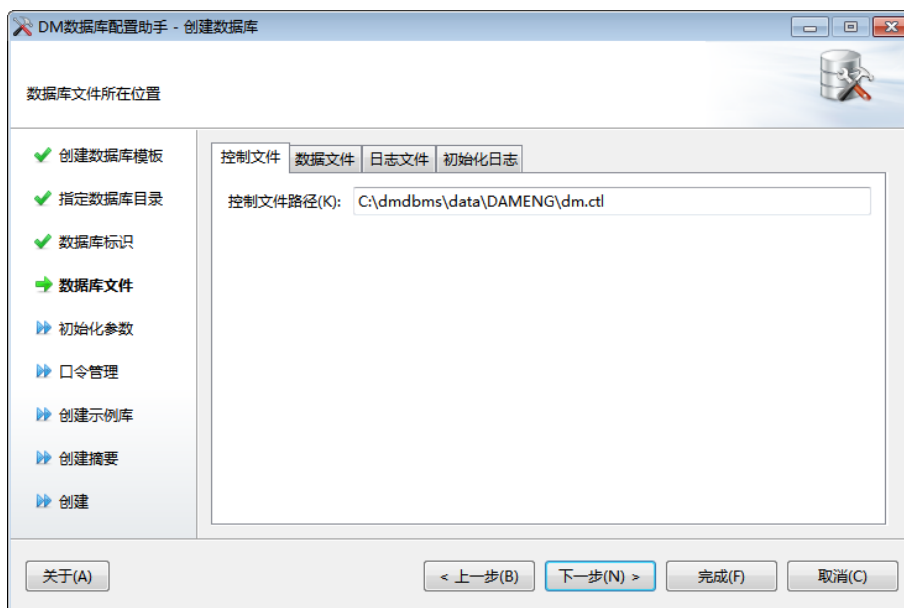 DM数据库配置助手 - 创建数据库
数据库文件所在位置
创建数据库模板
指定数据库目录
数据库标识
数据库文件
初始化参数
口令管理
创建示例库
创建摘要
创建
控制文件 数据文件 日志文件 初始化日志
控制文件路径(K): C:\dmdbms\data\DAMENG\dm.ctl
关于(A) < 上一步(B) 下一步(N) > 完成(F) 取消(C)